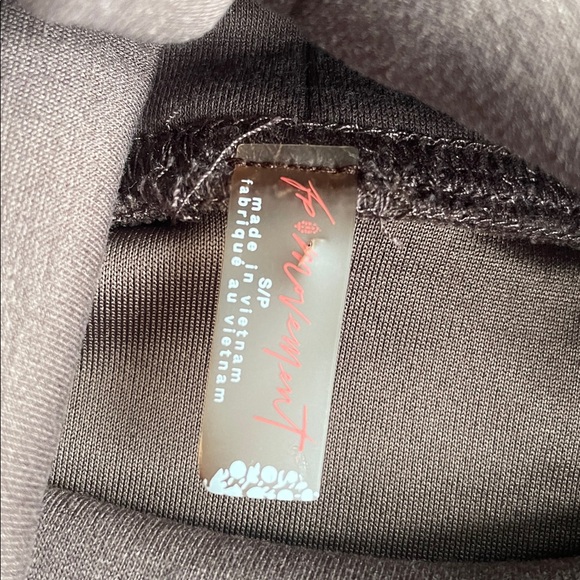 fp movement
S/P
made in vietnam
fabriqué au vietnam